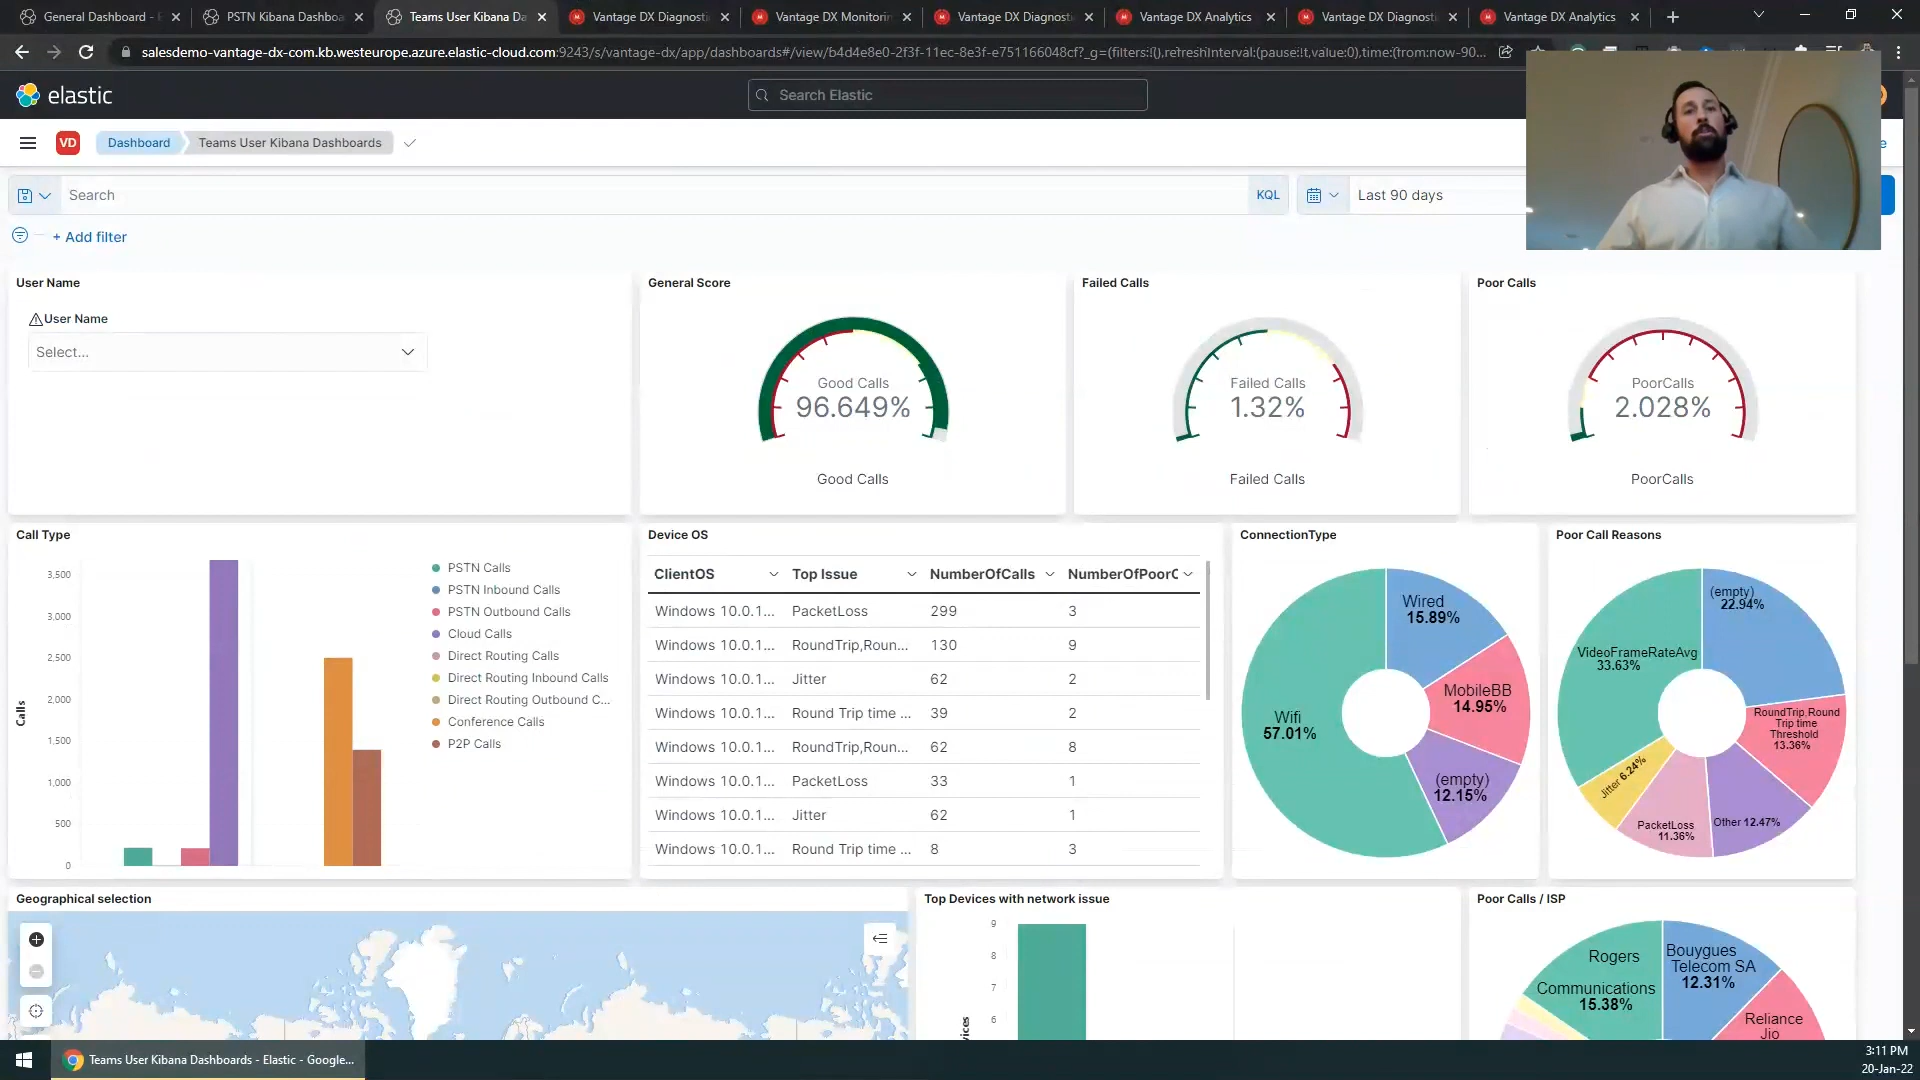 General Dashboard - E
PSTN Kibana Dashboa
Teams User Kibana Da
Vantage DX Diagnosti
Vantage DX Monitorin
Vantage DX Diagnosti
Vantage DX Analytics
Vantage DX Diagnosti
Vantage DX Analytics
salesdemo-vantage-dx-com.kb.westeurope.azure.elastic-cloud.com:9243/s/vantage-dx/app/dashboards#/view/b4d4e8e0-2f3f-11ec-8e3f-e751166048cf?_g=(filters:!(),refreshInterval:(pause:!t,value:0),time:(from:now-90...
elastic
Search Elastic
VD
Dashboard
Teams User Kibana Dashboards
Search
KQL
Last 90 days
+ Add filter
User Name
User Name
Select...
General Score
Good Calls
96.649%
Good Calls
Failed Calls
Failed Calls
1.32%
Failed Calls
Poor Calls
PoorCalls
2.028%
PoorCalls
Call Type
3,500
3,000
2,500
2,000
1,500
1,000
500
0
Calls
PSTN Calls
PSTN Inbound Calls
PSTN Outbound Calls
Cloud Calls
Direct Routing Calls
Direct Routing Inbound Calls
Direct Routing Outbound C...
Conference Calls
P2P Calls
Device OS
ClientOS Top Issue NumberOfCalls NumberOfPoorC
Windows 10.0.1... PacketLoss 299 3
Windows 10.0.1... RoundTrip,Roun... 130 9
Windows 10.0.1... Jitter 62 2
Windows 10.0.1... Round Trip time ... 39 2
Windows 10.0.1... RoundTrip,Roun... 62 8
Windows 10.0.1... PacketLoss 33 1
Windows 10.0.1... Jitter 62 1
Windows 10.0.1... Round Trip time ... 8 3
ConnectionType
Wired
15.89%
MobileBB
14.95%
(empty)
12.15%
Wifi
57.01%
Poor Call Reasons
(empty)
22.94%
RoundTrip,Round
Trip time
Threshold
13.36%
Other 12.47%
PacketLoss
11.36%
Jitter 6.24%
VideoFrameRateAvg
33.63%
Geographical selection
Top Devices with network issue
9
8
7
6
vices
Poor Calls / ISP
Rogers
Communications
15.38%
Bouygues
Telecom SA
12.31%
Reliance
Jio
Teams User Kibana Dashboards - Elastic - Google...
3:11 PM
20-Jan-22